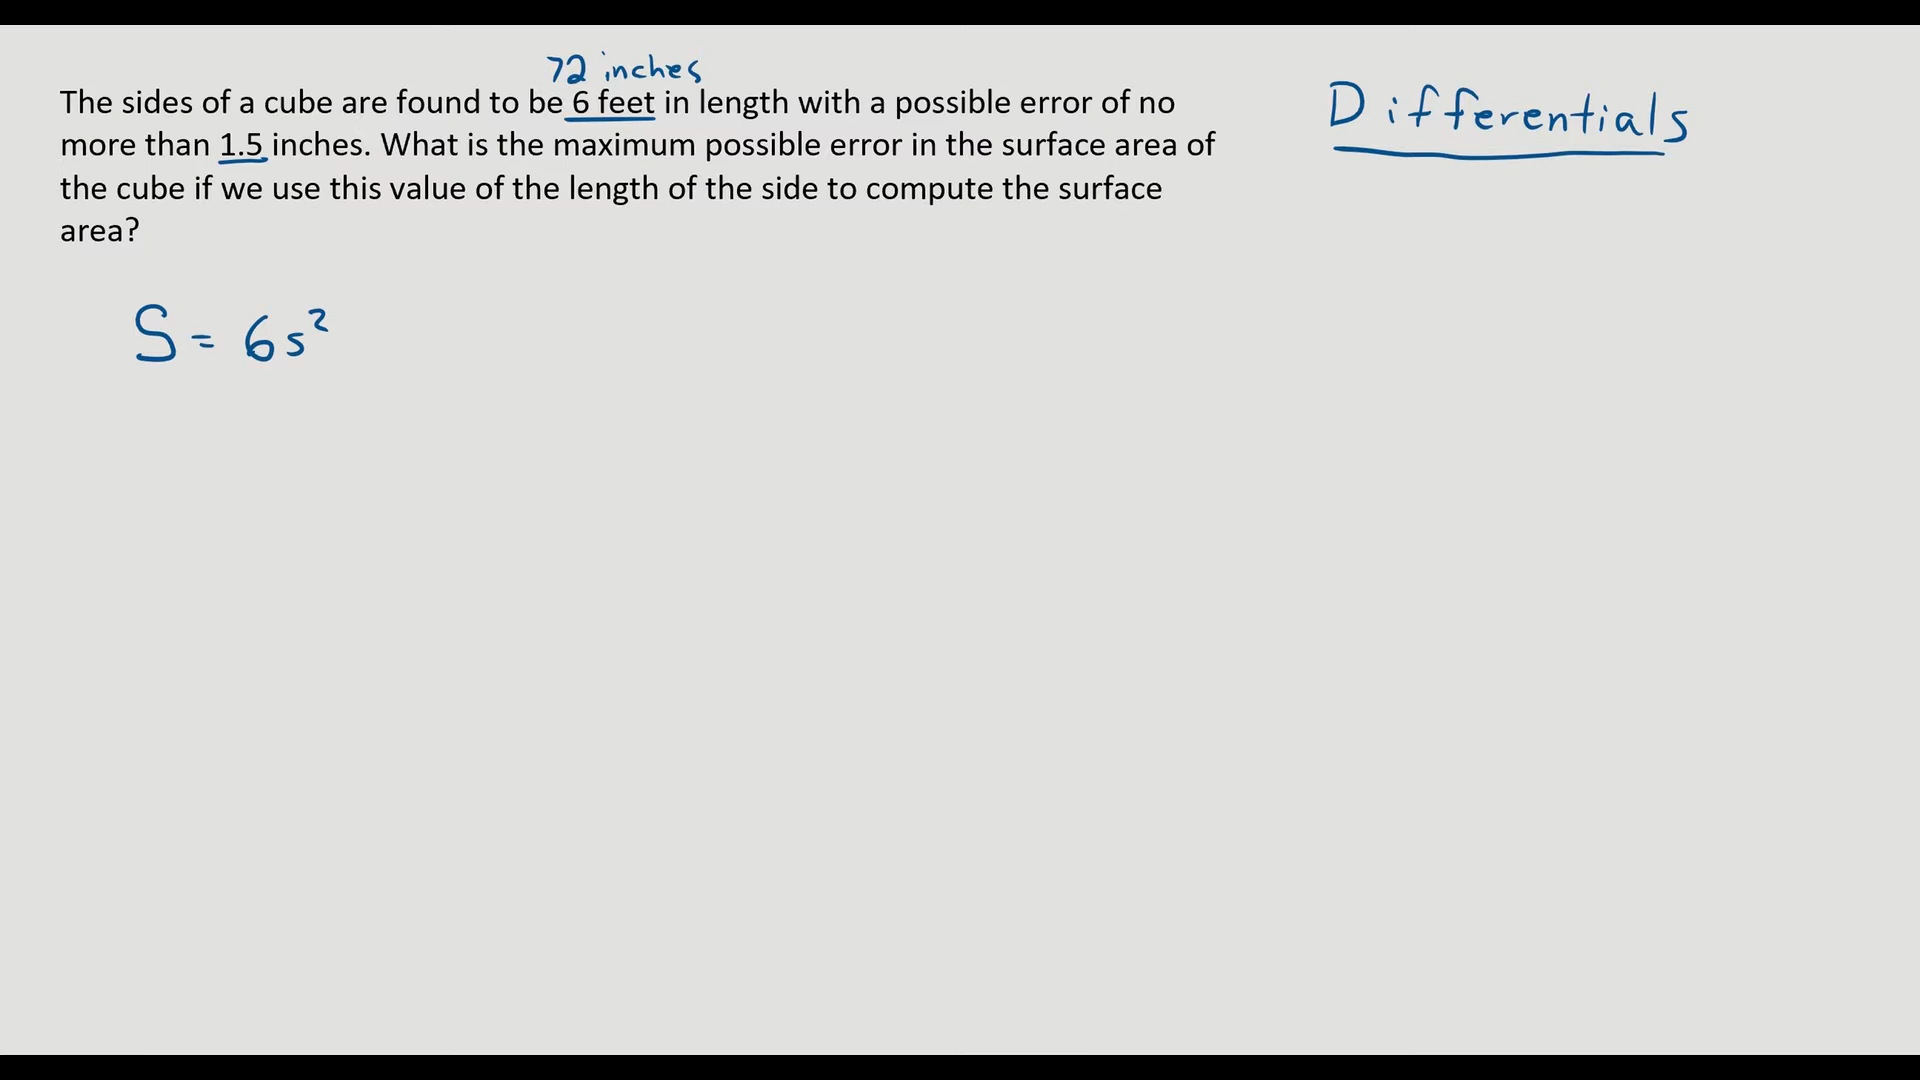 72 inches
The sides of a cube are found to be 6 feet in length with a possible error of no
more than 1.5 inches. What is the maximum possible error in the surface area of
the cube if we use this value of the length of the side to compute the surface
area?
Differentials
S = 6s²